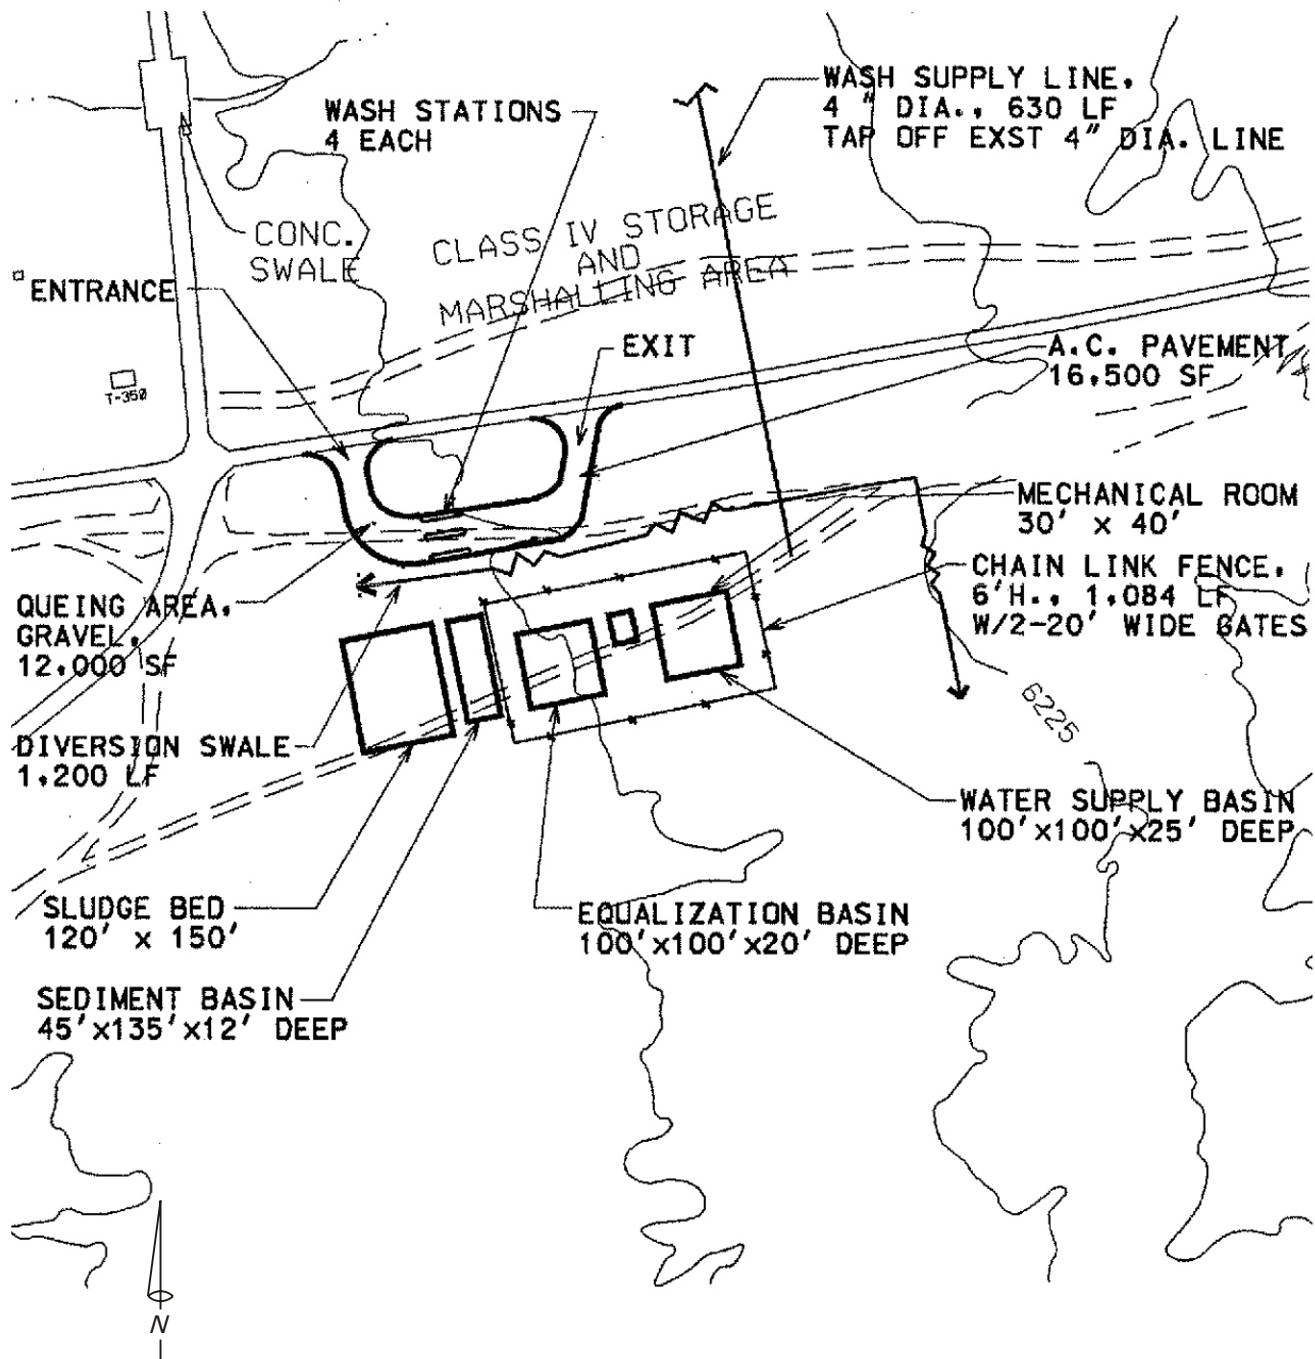 WASH SUPPLY LINE,
4 " DIA., 630 LF
TAP OFF EXST 4" DIA. LINE
WASH STATIONS
4 EACH
CONC.
SWALE
CLASS IV STORAGE
AND
MARSHALLING AREA
ENTRANCE
EXIT
A.C. PAVEMENT
16,500 SF
T-350
MECHANICAL ROOM
30' x 40'
CHAIN LINK FENCE,
6'H., 1,084 LF
W/2-20' WIDE GATES
QUEING AREA,
GRAVEL,
12,000 SF
6225
DIVERSION SWALE
1,200 LF
WATER SUPPLY BASIN
100'x100'x25' DEEP
SLUDGE BED
120' x 150'
EQUALIZATION BASIN
100'x100'x20' DEEP
SEDIMENT BASIN
45'x135'x12' DEEP
N